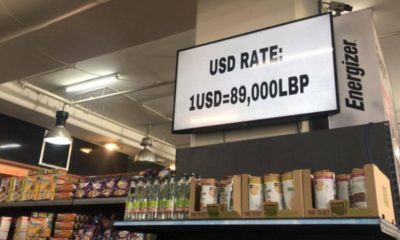 USD RATE:
1USD=89,000LBP
Energizer